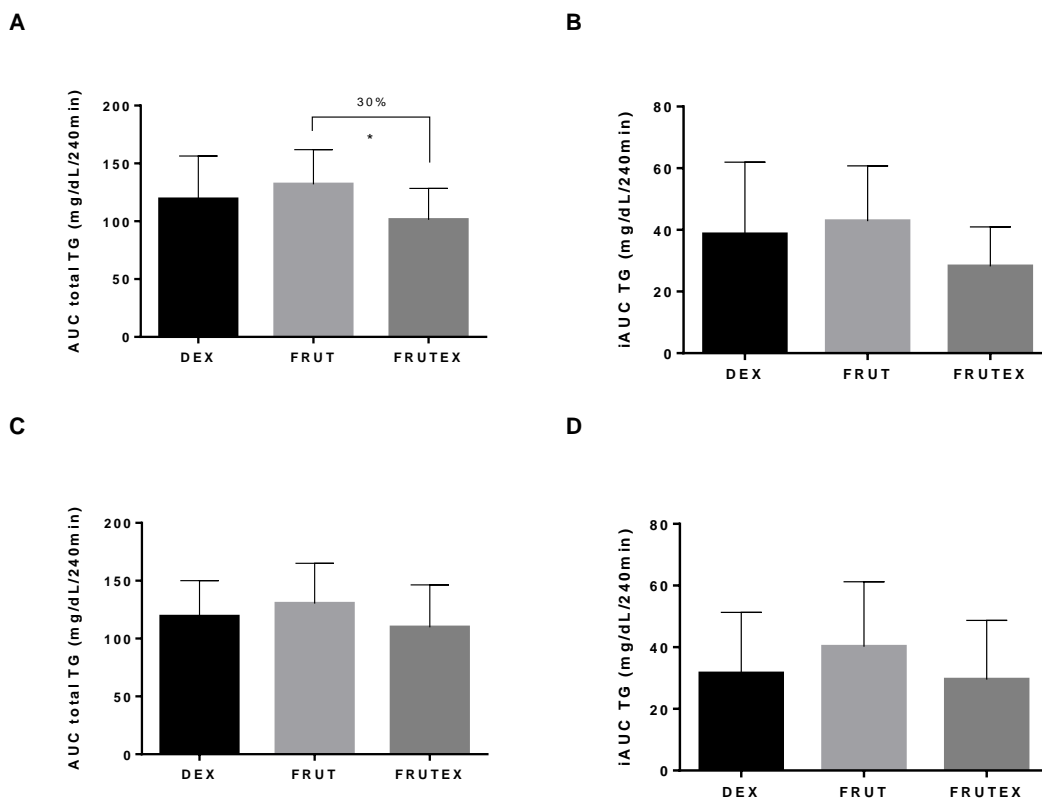 A
AUC total TG (mg/dL/240min)
200
150
100
50
0
30%
*
DEX FRUT FRUTEX
B
iAUC TG (mg/dL/240min)
80
60
40
20
0
DEX FRUT FRUTEX
C
AUC total TG (mg/dL/240min)
200
150
100
50
0
DEX FRUT FRUTEX
D
iAUC TG (mg/dL/240min)
80
60
40
20
0
DEX FRUT FRUTEX